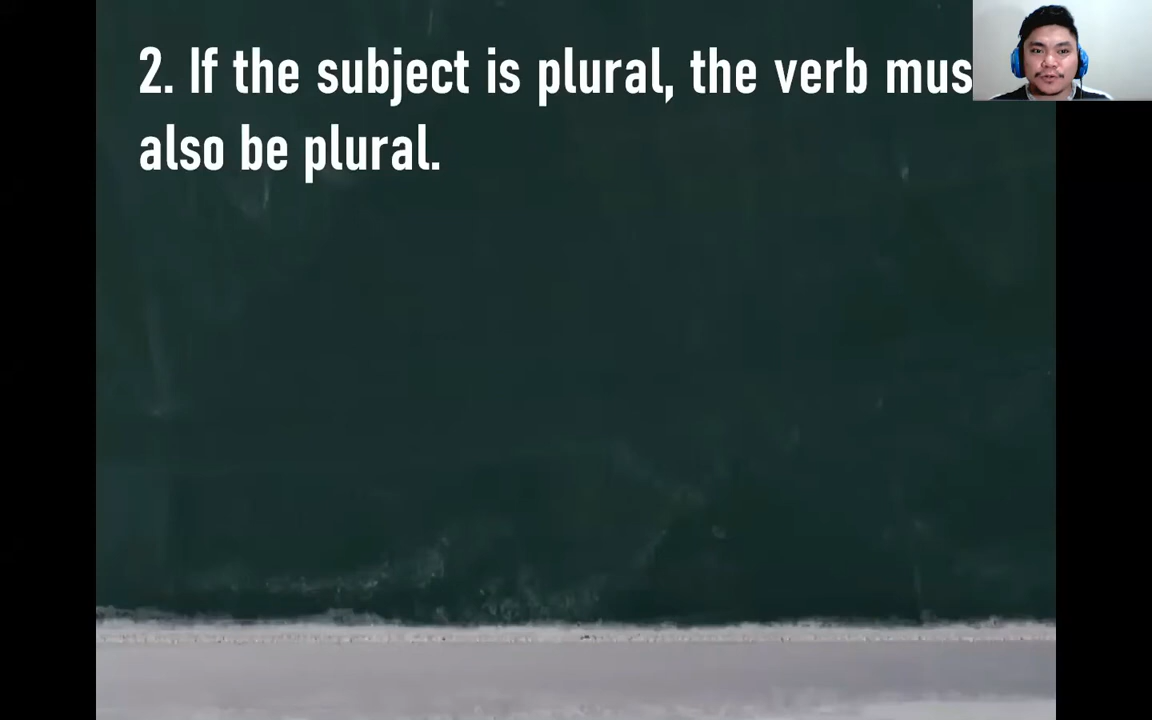 2. If the subject is plural, the verb mus
also be plural.